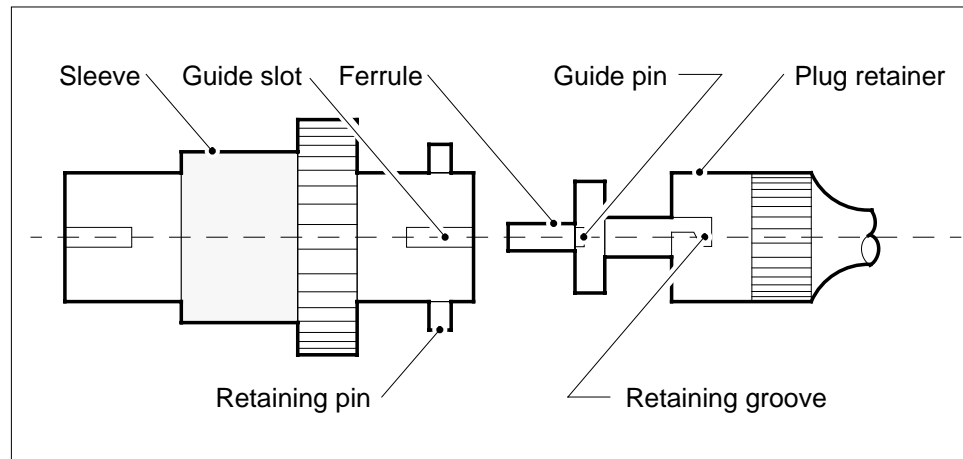 Sleeve
Guide slot
Ferrule
Guide pin
Plug retainer
Retaining pin
Retaining groove